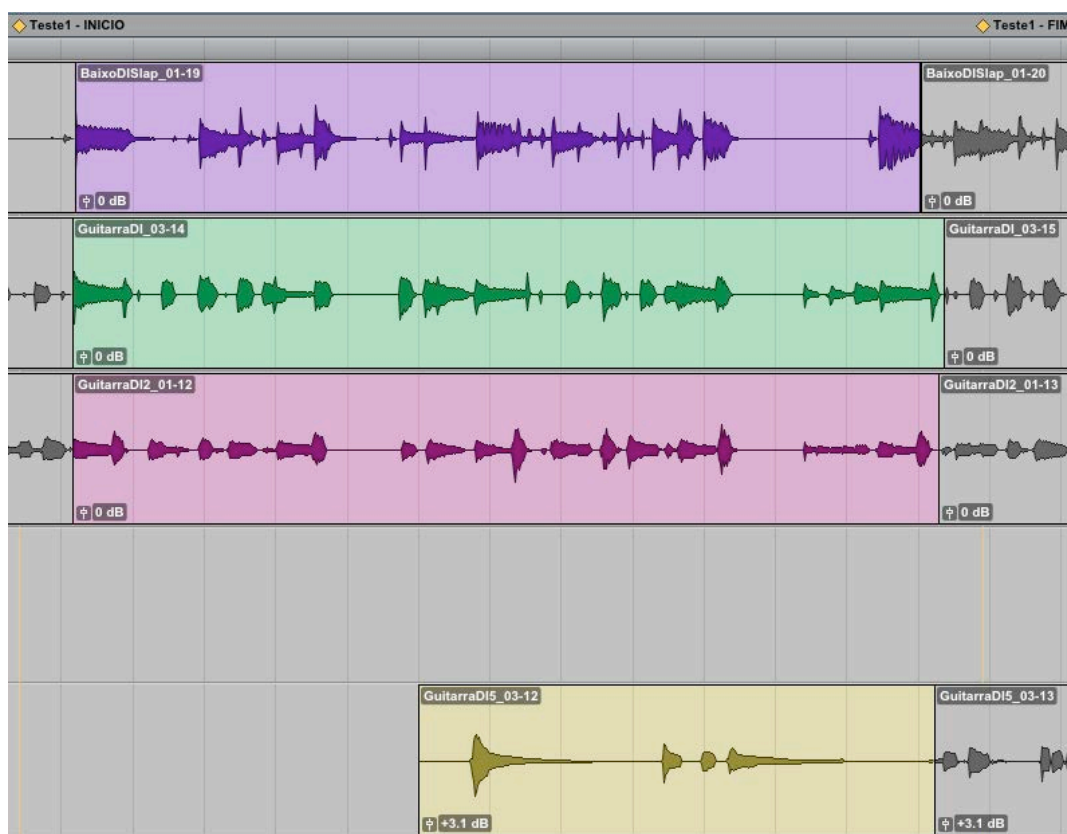 Teste1 - INICIO
Teste1 - FIM
BaixoDISlap_01-19
BaixoDISlap_01-20
0 dB
0 dB
GuitarraDI_03-14
GuitarraDI_03-15
0 dB
0 dB
GuitarraDI2_01-12
GuitarraDI2_01-13
0 dB
0 dB
GuitarraDI5_03-12
GuitarraDI5_03-13
+3.1 dB
+3.1 dB